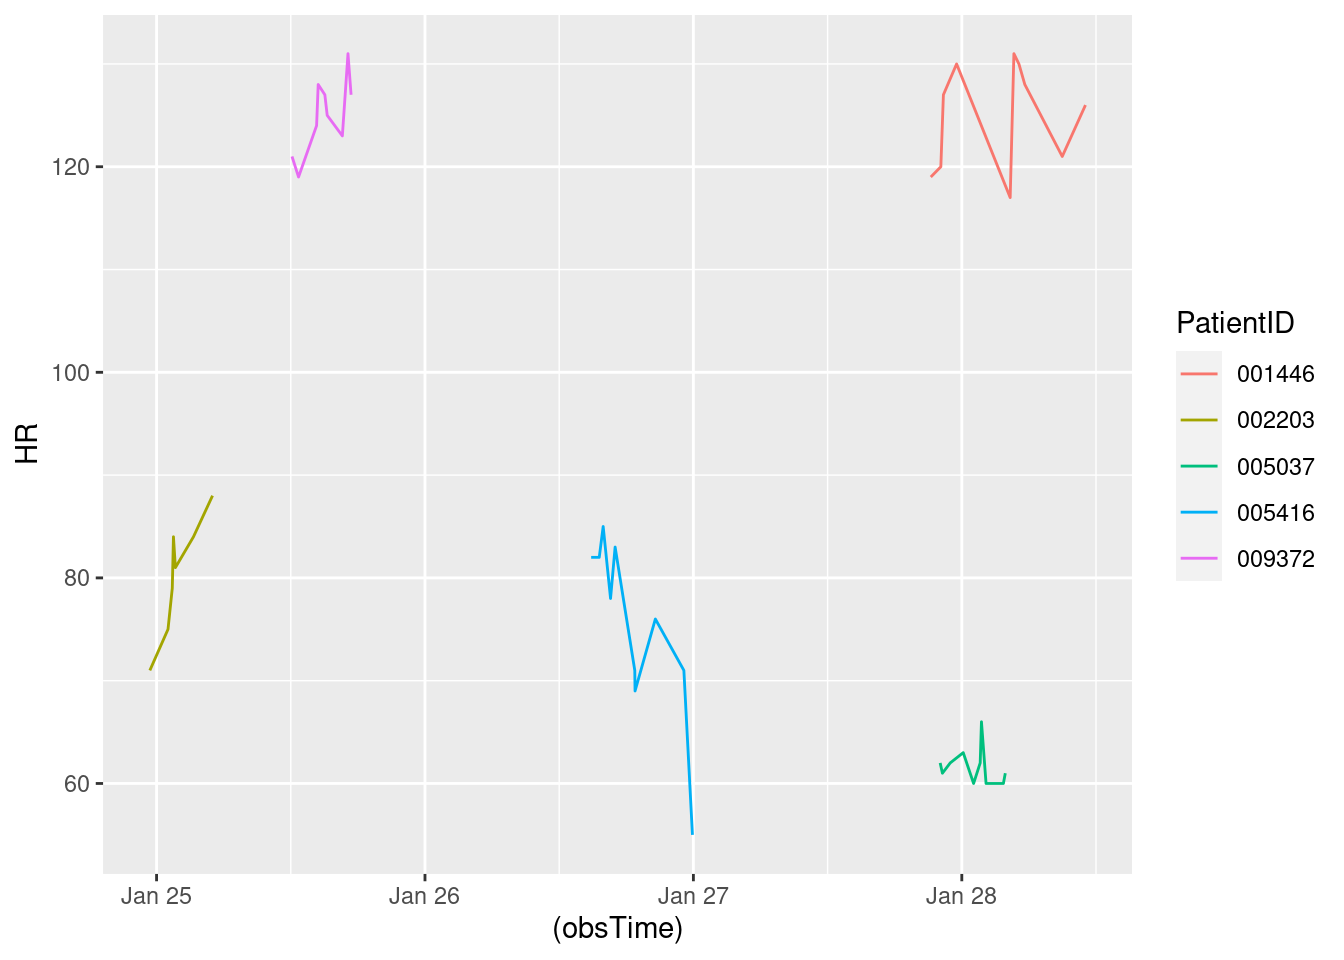 120
100
80
60
HR
Jan 25
Jan 26
Jan 27
Jan 28
(obsTime)
PatientID
001446
002203
005037
005416
009372